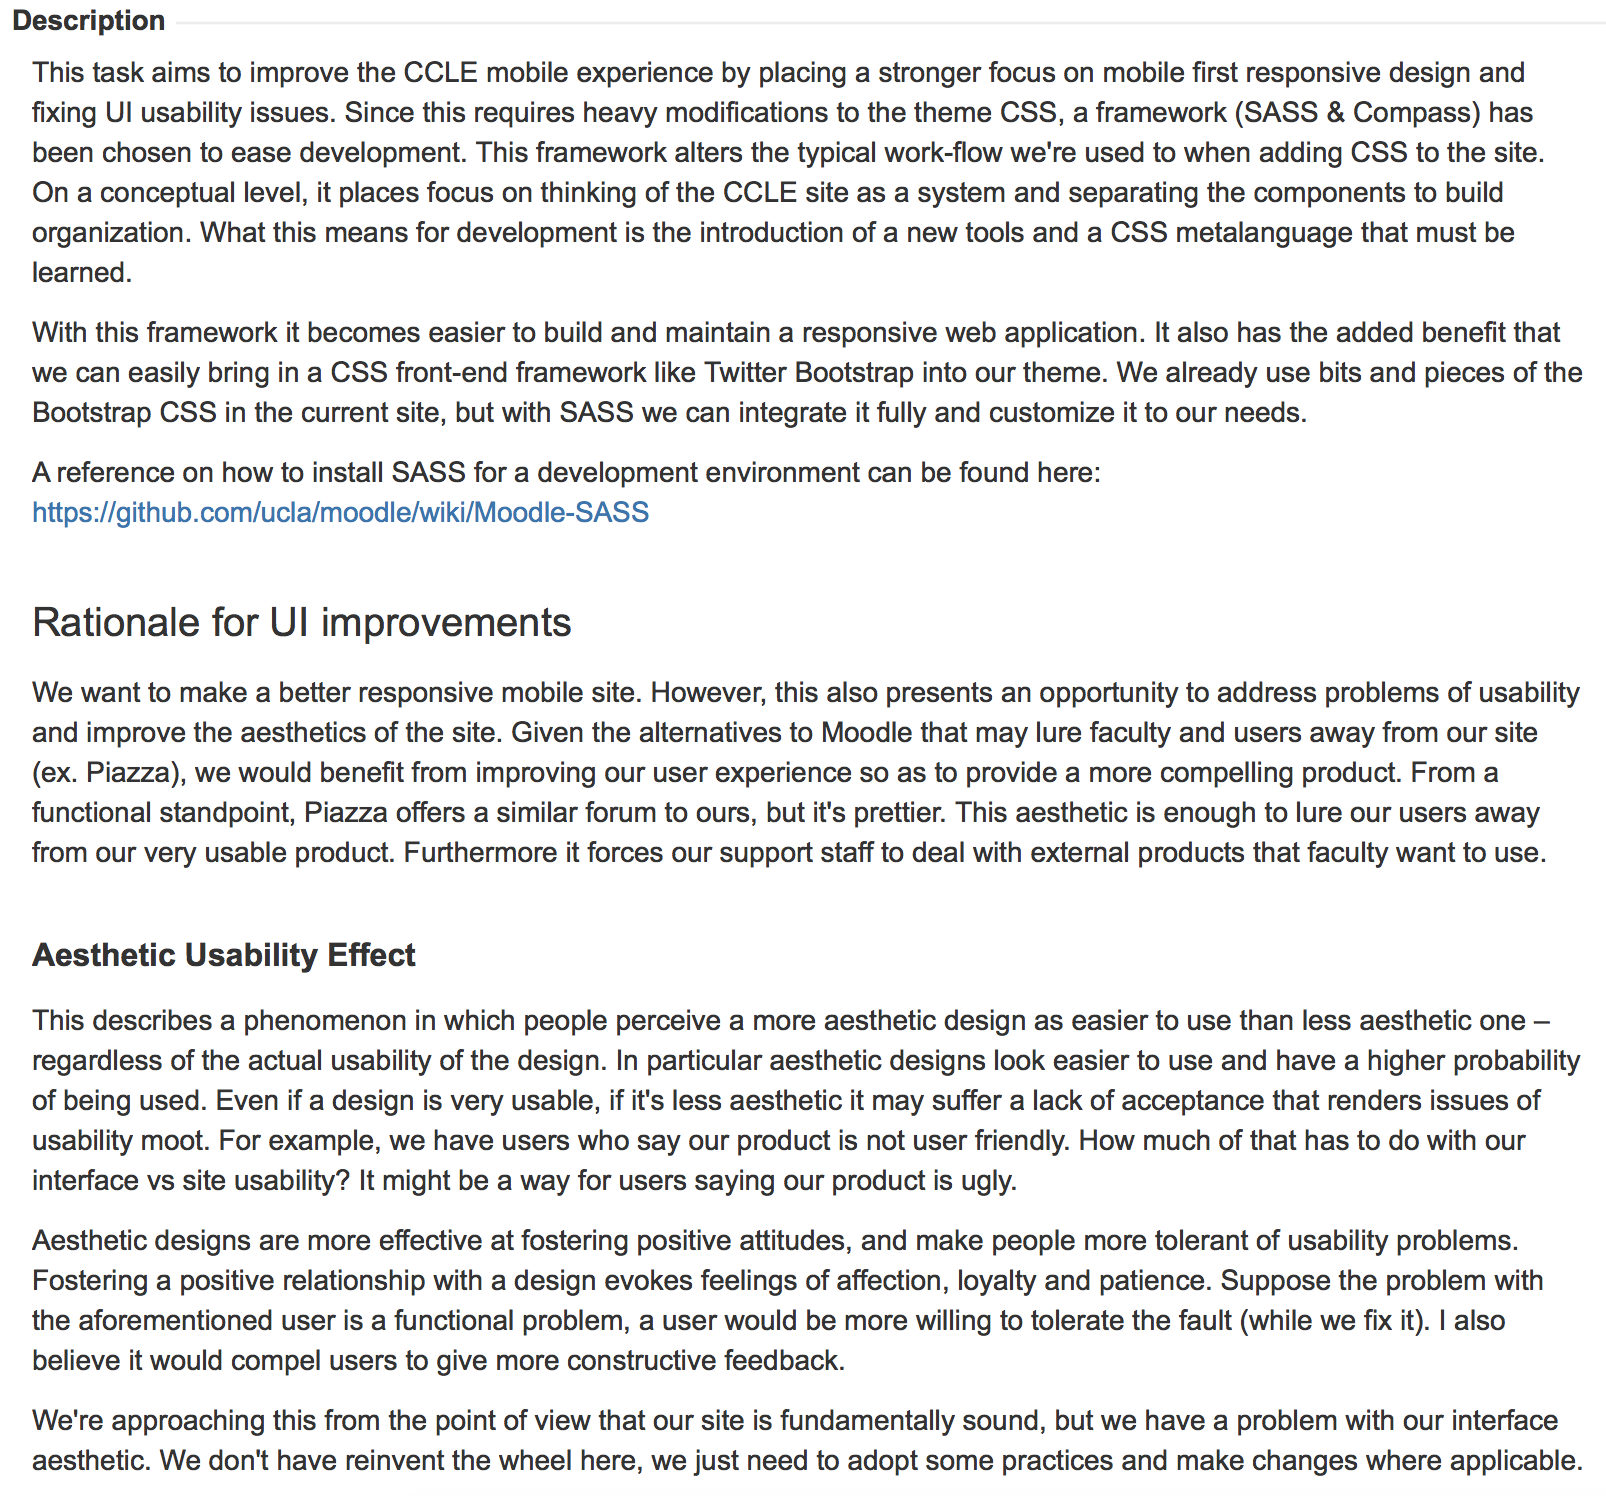 Description
This task aims to improve the CCLE mobile experience by placing a stronger focus on mobile first responsive design and
fixing UI usability issues. Since this requires heavy modifications to the theme CSS, a framework (SASS & Compass) has
been chosen to ease development. This framework alters the typical work-flow we're used to when adding CSS to the site.
On a conceptual level, it places focus on thinking of the CCLE site as a system and separating the components to build
organization. What this means for development is the introduction of a new tools and a CSS metalanguage that must be
learned.
With this framework it becomes easier to build and maintain a responsive web application. It also has the added benefit that
we can easily bring in a CSS front-end framework like Twitter Bootstrap into our theme. We already use bits and pieces of the
Bootstrap CSS in the current site, but with SASS we can integrate it fully and customize it to our needs.
A reference on how to install SASS for a development environment can be found here:
https://github.com/ucla/moodle/wiki/Moodle-SASS
Rationale for UI improvements
We want to make a better responsive mobile site. However, this also presents an opportunity to address problems of usability
and improve the aesthetics of the site. Given the alternatives to Moodle that may lure faculty and users away from our site
(ex. Piazza), we would benefit from improving our user experience so as to provide a more compelling product. From a
functional standpoint, Piazza offers a similar forum to ours, but it's prettier. This aesthetic is enough to lure our users away
from our very usable product. Furthermore it forces our support staff to deal with external products that faculty want to use.
Aesthetic Usability Effect
This describes a phenomenon in which people perceive a more aesthetic design as easier to use than less aesthetic one –
regardless of the actual usability of the design. In particular aesthetic designs look easier to use and have a higher probability
of being used. Even if a design is very usable, if it's less aesthetic it may suffer a lack of acceptance that renders issues of
usability moot. For example, we have users who say our product is not user friendly. How much of that has to do with our
interface vs site usability? It might be a way for users saying our product is ugly.
Aesthetic designs are more effective at fostering positive attitudes, and make people more tolerant of usability problems.
Fostering a positive relationship with a design evokes feelings of affection, loyalty and patience. Suppose the problem with
the aforementioned user is a functional problem, a user would be more willing to tolerate the fault (while we fix it). I also
believe it would compel users to give more constructive feedback.
We're approaching this from the point of view that our site is fundamentally sound, but we have a problem with our interface
aesthetic. We don't have reinvent the wheel here, we just need to adopt some practices and make changes where applicable.